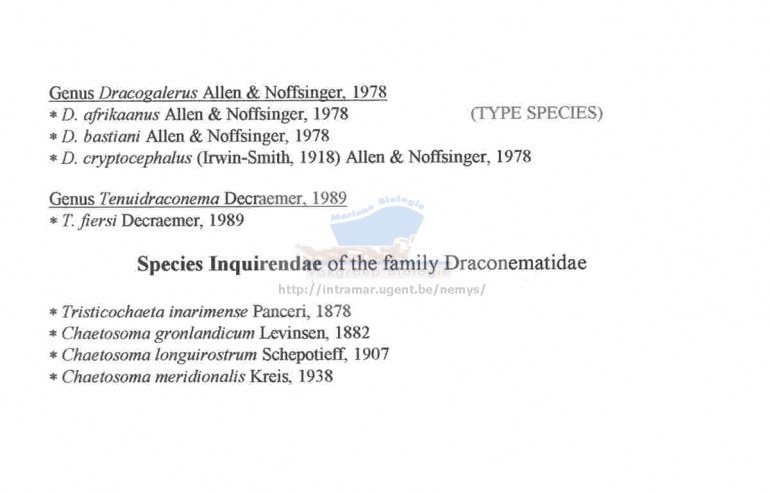 Genus Dracogalerus Allen & Noffsinger, 1978
* D. afrikaanus Allen & Noffsinger, 1978 (TYPE SPECIES)
* D. bastiani Allen & Noffsinger, 1978
* D. cryptocephalus (Irwin-Smith, 1918) Allen & Noffsinger, 1978
Genus Tenuidraconema Decraemer, 1989
* T. fiersi Decraemer, 1989
Mariene Biologie
Species Inquirendae of the family Draconematidae
http://intramar.ugent.be/nemys/
* Tristicochaeta inarimense Panceri, 1878
* Chaetosoma gronlandicum Levinsen, 1882
* Chaetosoma longuirostrum Schepotieff, 1907
* Chaetosoma meridionalis Kreis, 1938